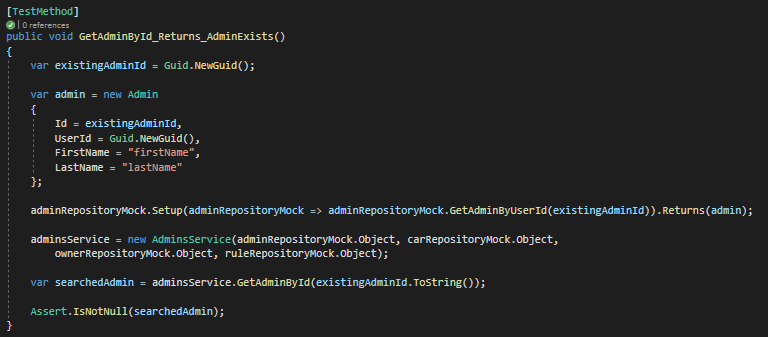 [TestMethod]
| 0 references
public void GetAdminById_Returns_AdminExists()
{
    var existingAdminId = Guid.NewGuid();

    var admin = new Admin
    {
        Id = existingAdminId,
        UserId = Guid.NewGuid(),
        FirstName = "firstName",
        LastName = "lastName"
    };

    adminRepositoryMock.Setup(adminRepositoryMock => adminRepositoryMock.GetAdminByUserId(existingAdminId)).Returns(admin);

    adminsService = new AdminsService(adminRepositoryMock.Object, carRepositoryMock.Object,
        ownerRepositoryMock.Object, ruleRepositoryMock.Object);

    var searchedAdmin = adminsService.GetAdminById(existingAdminId.ToString());

    Assert.IsNotNull(searchedAdmin);
}